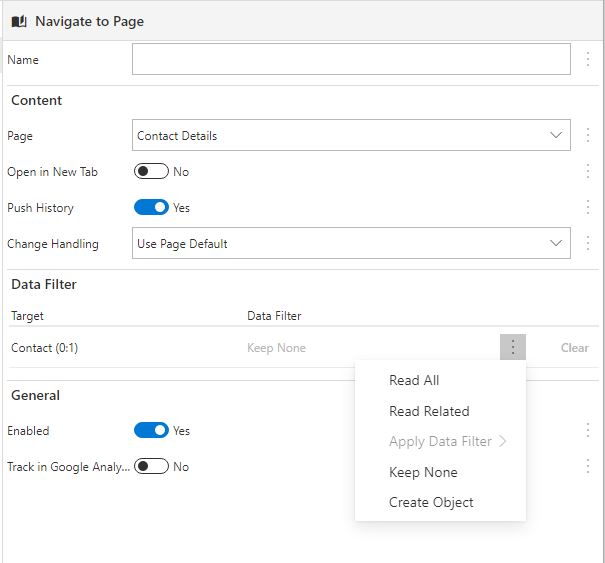 Navigate to Page
Name
Content
Page Contact Details
Open in New Tab No
Push History Yes
Change Handling Use Page Default
Data Filter
Target Data Filter
Contact (0:1) Keep None Clear
Read All
General
Read Related
Enabled Yes
Apply Data Filter
Track in Google Analy... No
Keep None
Create Object